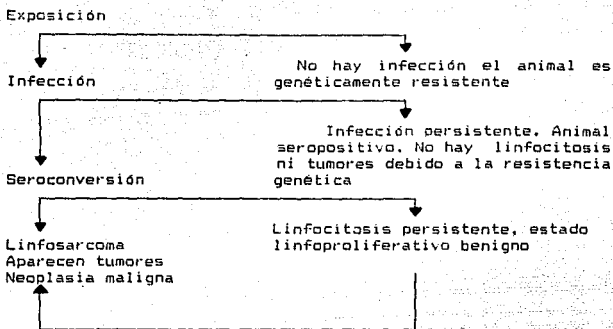 Exposición
No hay infección el animal es
Infección
genéticamente resistente
Infección persistente. Animal
seropositivo. No hay linfocitosis
ni tumores debido a la resistencia
Seroconversión
genética
Linfosarcoma
Aparecen tumores
Neoplasia maligna
Linfocitosis persistente, estado
linfoproliferativo benigno